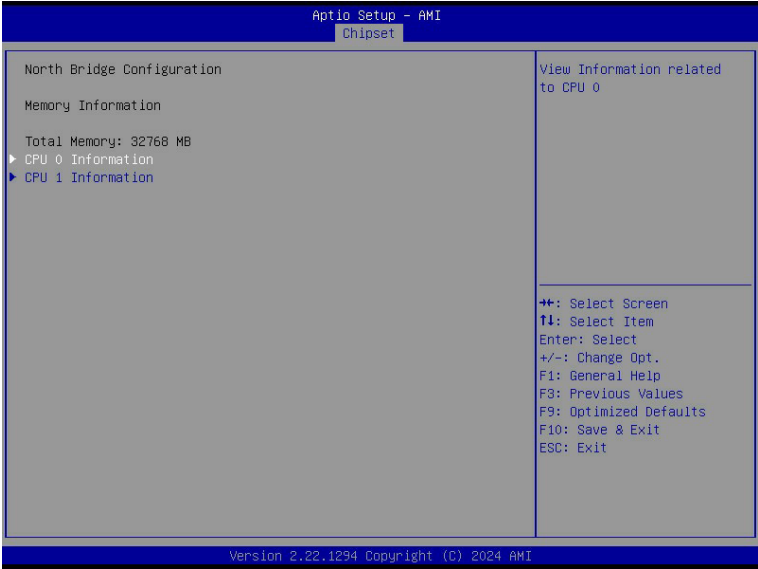 Aptio Setup – AMI
Chipset
North Bridge Configuration
Memory Information
Total Memory: 32768 MB
▶ CPU 0 Information
▶ CPU 1 Information
View Information related
to CPU 0
→←: Select Screen
↑↓: Select Item
Enter: Select
+/-: Change Opt.
F1: General Help
F3: Previous Values
F9: Optimized Defaults
F10: Save & Exit
ESC: Exit
Version 2.22.1294 Copyright (C) 2024 AMI